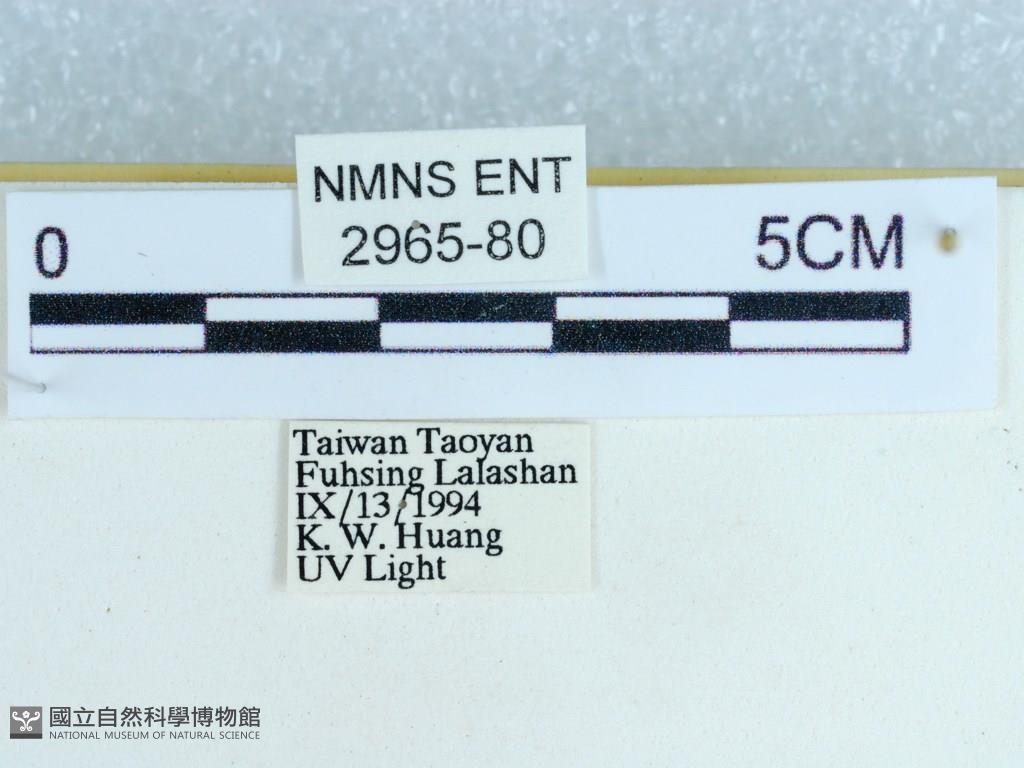 NMNS ENT
2965-80
0 5CM
Taiwan Taoyan
Fuhsing Lalashan
IX/13/1994
K. W. Huang
UV Light
國立自然科學博物館
NATIONAL MUSEUM OF NATURAL SCIENCE